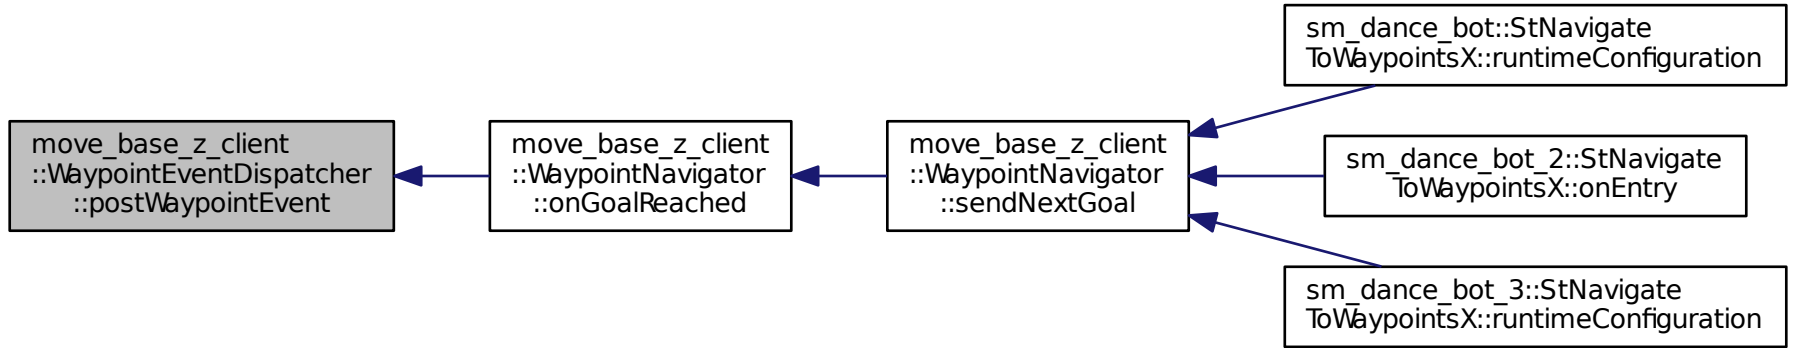 move_base_z_client
::WaypointEventDispatcher
::postWaypointEvent
move_base_z_client
::WaypointNavigator
::onGoalReached
move_base_z_client
::WaypointNavigator
::sendNextGoal
sm_dance_bot::StNavigate
ToWaypointsX::runtimeConfiguration
sm_dance_bot_2::StNavigate
ToWaypointsX::onEntry
sm_dance_bot_3::StNavigate
ToWaypointsX::runtimeConfiguration